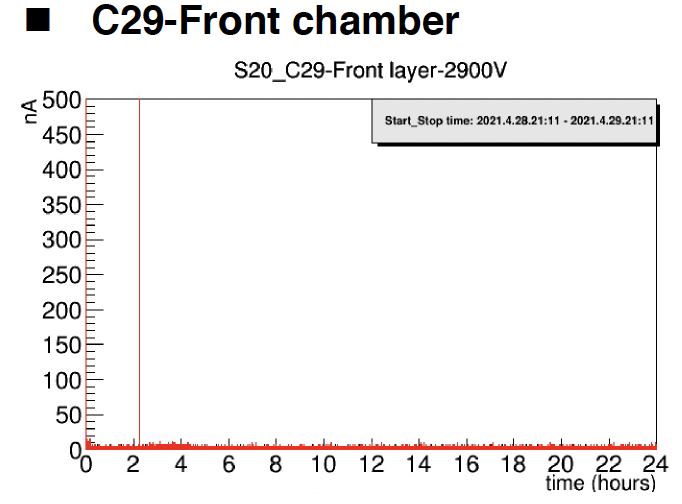 ■ C29-Front chamber
S20_C29-Front layer-2900V
nA
Start_Stop time: 2021.4.28.21:11 - 2021.4.29.21:11
500
450
400
350
300
250
200
150
100
50
0
0 2 4 6 8 10 12 14 16 18 20 22 24
time (hours)